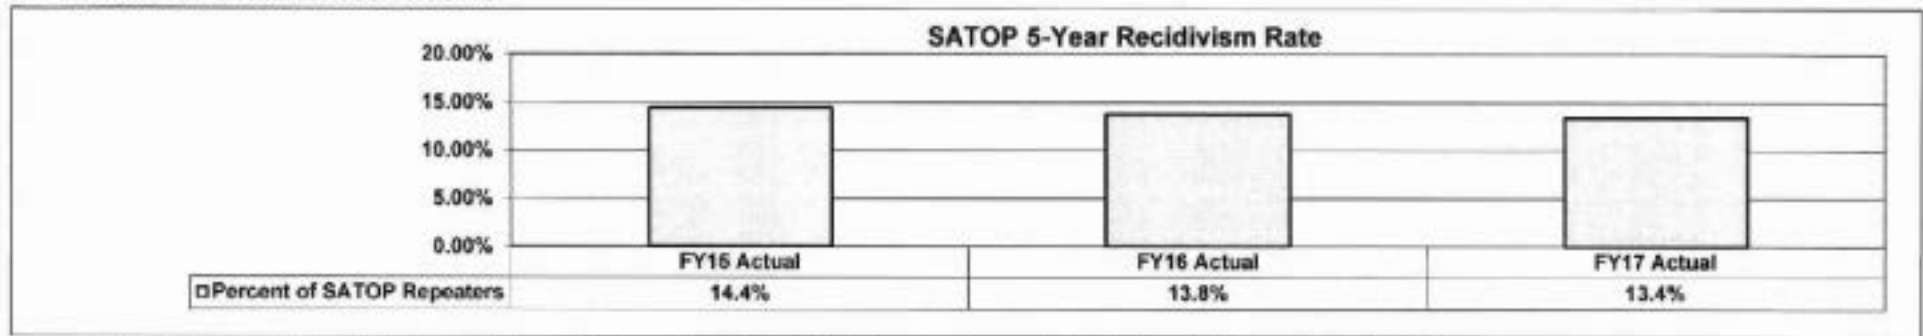 SATOP 5-Year Recidivism Rate
20.00%
15.00%
10.00%
5.00%
0.00%
FY15 Actual FY16 Actual FY17 Actual
Percent of SATOP Repeaters 14.4% 13.8% 13.4%